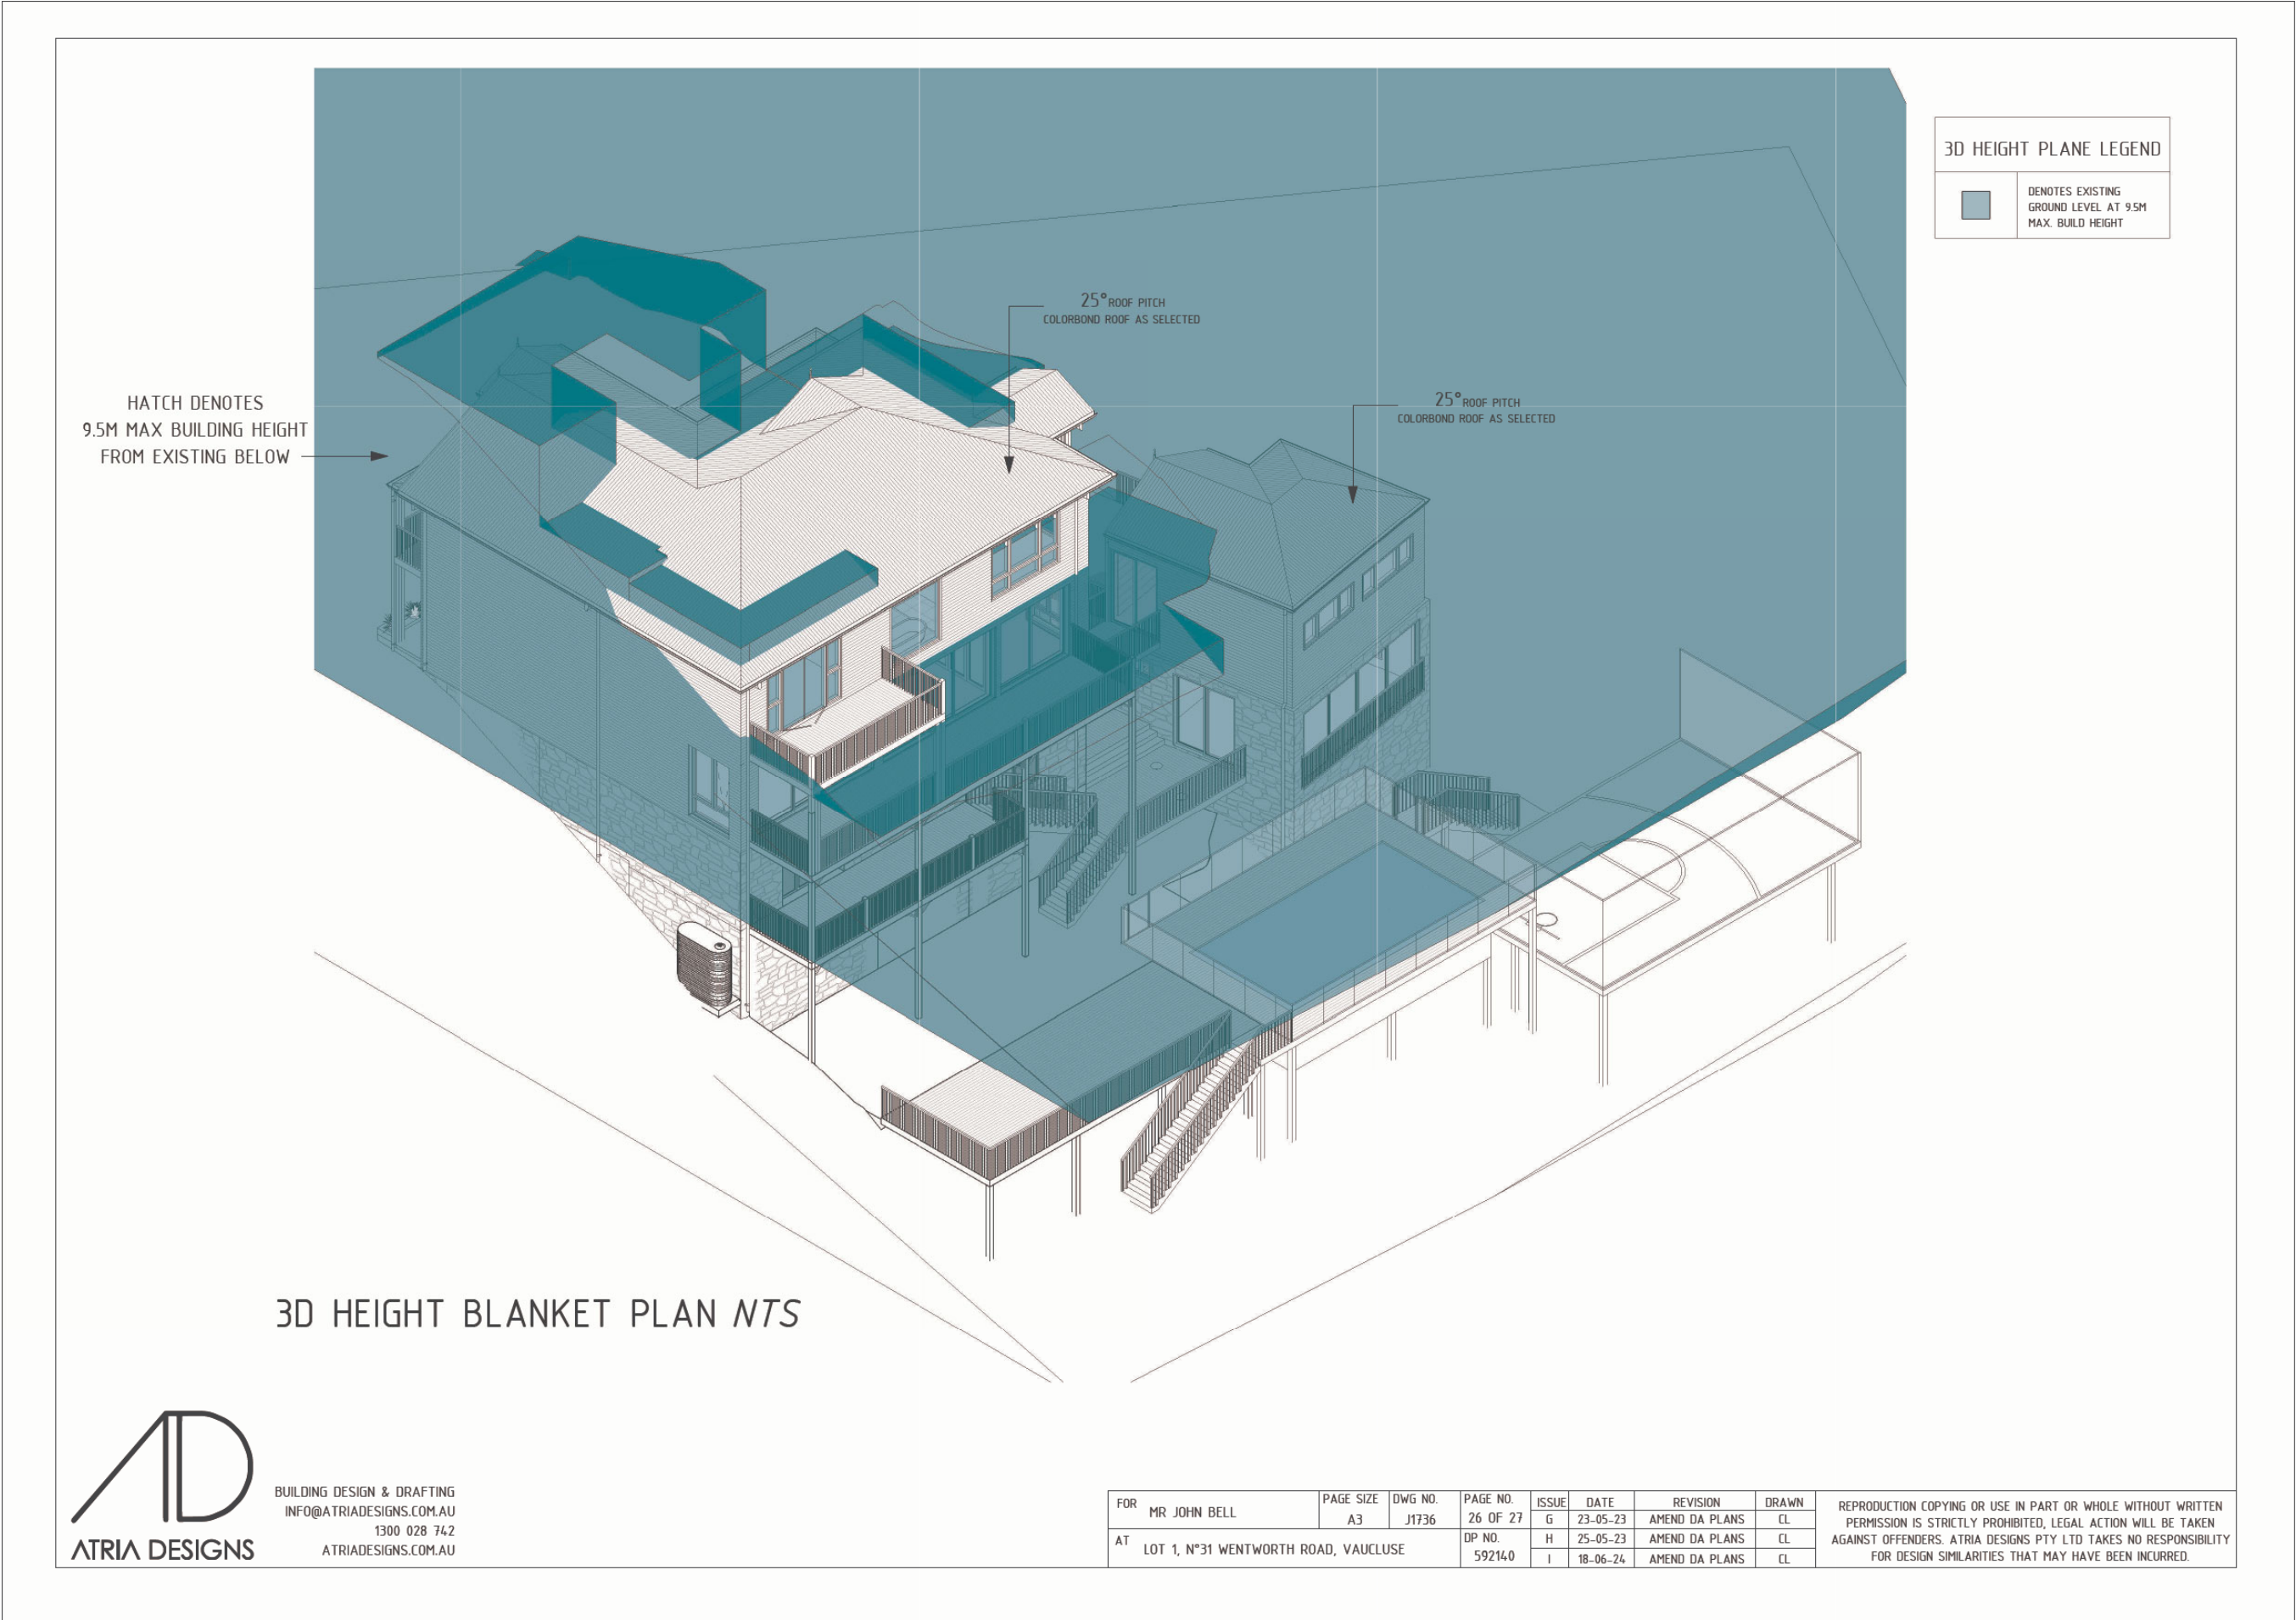 3D HEIGHT PLANE LEGEND
DENOTES EXISTING
GROUND LEVEL AT 9.5M
MAX. BUILD HEIGHT
25° ROOF PITCH
COLORBOND ROOF AS SELECTED
25° ROOF PITCH
COLORBOND ROOF AS SELECTED
HATCH DENOTES
9.5M MAX BUILDING HEIGHT
FROM EXISTING BELOW
3D HEIGHT BLANKET PLAN NTS
AD
ATRIA DESIGNS
BUILDING DESIGN & DRAFTING
INFO@ATRIADESIGNS.COM.AU
1300 028 742
ATRIADESIGNS.COM.AU
FOR MR JOHN BELL
PAGE SIZE
A3
DWG NO.
J1736
PAGE NO.
26 OF 27
AT LOT 1, N°31 WENTWORTH ROAD, VAUCLUSE
DP NO.
592140
ISSUE DATE REVISION DRAWN
G 23-05-23 AMEND DA PLANS CL
H 25-05-23 AMEND DA PLANS CL
I 18-06-24 AMEND DA PLANS CL
REPRODUCTION COPYING OR USE IN PART OR WHOLE WITHOUT WRITTEN
PERMISSION IS STRICTLY PROHIBITED, LEGAL ACTION WILL BE TAKEN
AGAINST OFFENDERS. ATRIA DESIGNS PTY LTD TAKES NO RESPONSIBILITY
FOR DESIGN SIMILARITIES THAT MAY HAVE BEEN INCURRED.